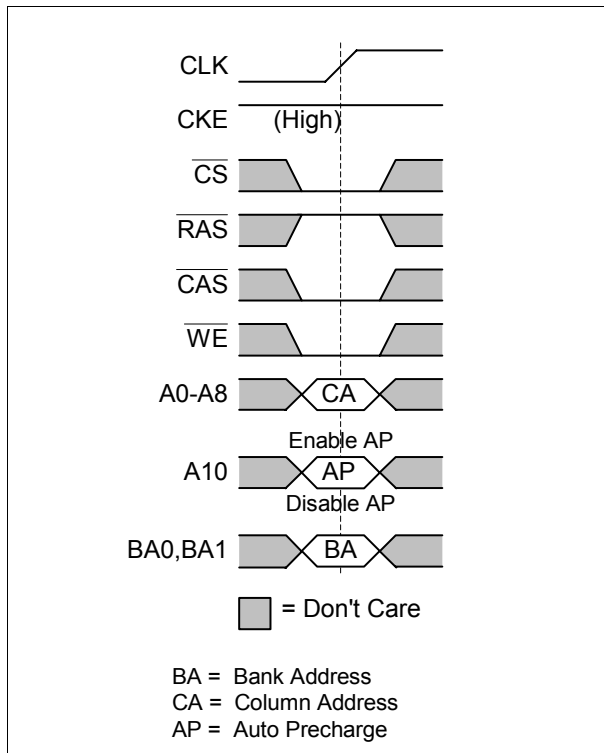 CLK
CKE (High)
CS
RAS
CAS
WE
A0-A8 CA
Enable AP
A10 AP
Disable AP
BA0,BA1 BA
= Don't Care
BA = Bank Address
CA = Column Address
AP = Auto Precharge